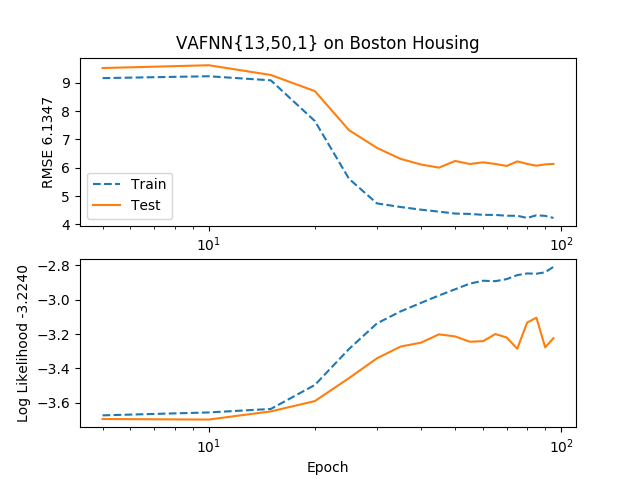 VAFNN{13,50,1} on Boston Housing
RMSE 6.1347
9
8
7
6
5
4
Train
Test
10^1
10^2
Log Likelihood -3.2240
−2.8
−3.0
−3.2
−3.4
−3.6
10^1
10^2
Epoch